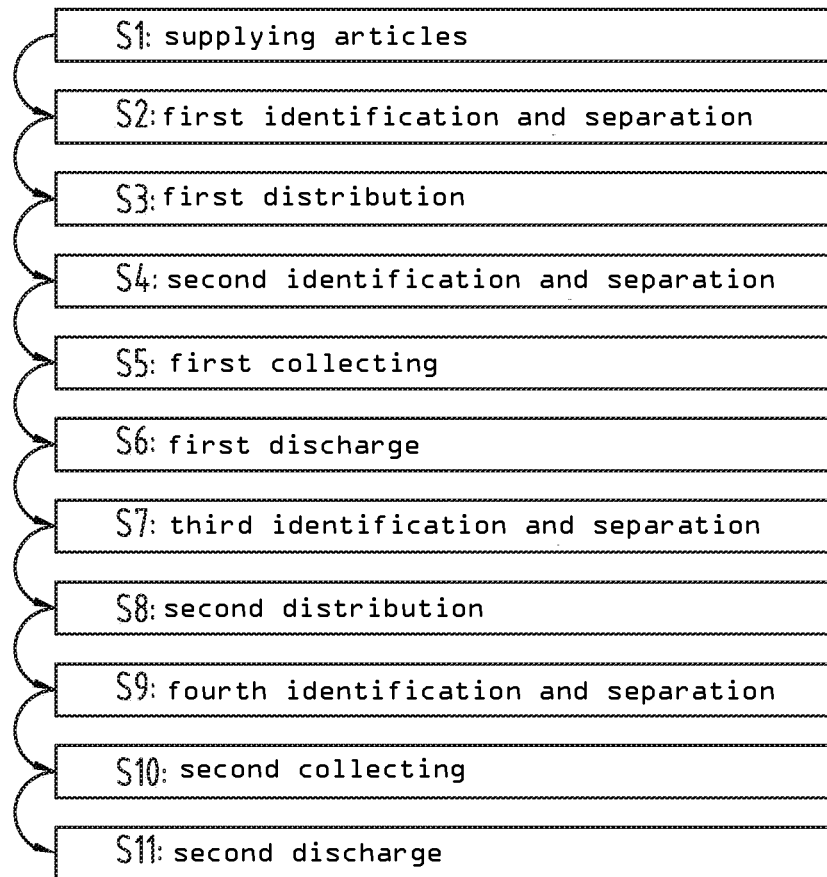 S1: supplying articles
S2: first identification and separation
S3: first distribution
S4: second identification and separation
S5: first collecting
S6: first discharge
S7: third identification and separation
S8: second distribution
S9: fourth identification and separation
S10: second collecting
S11: second discharge